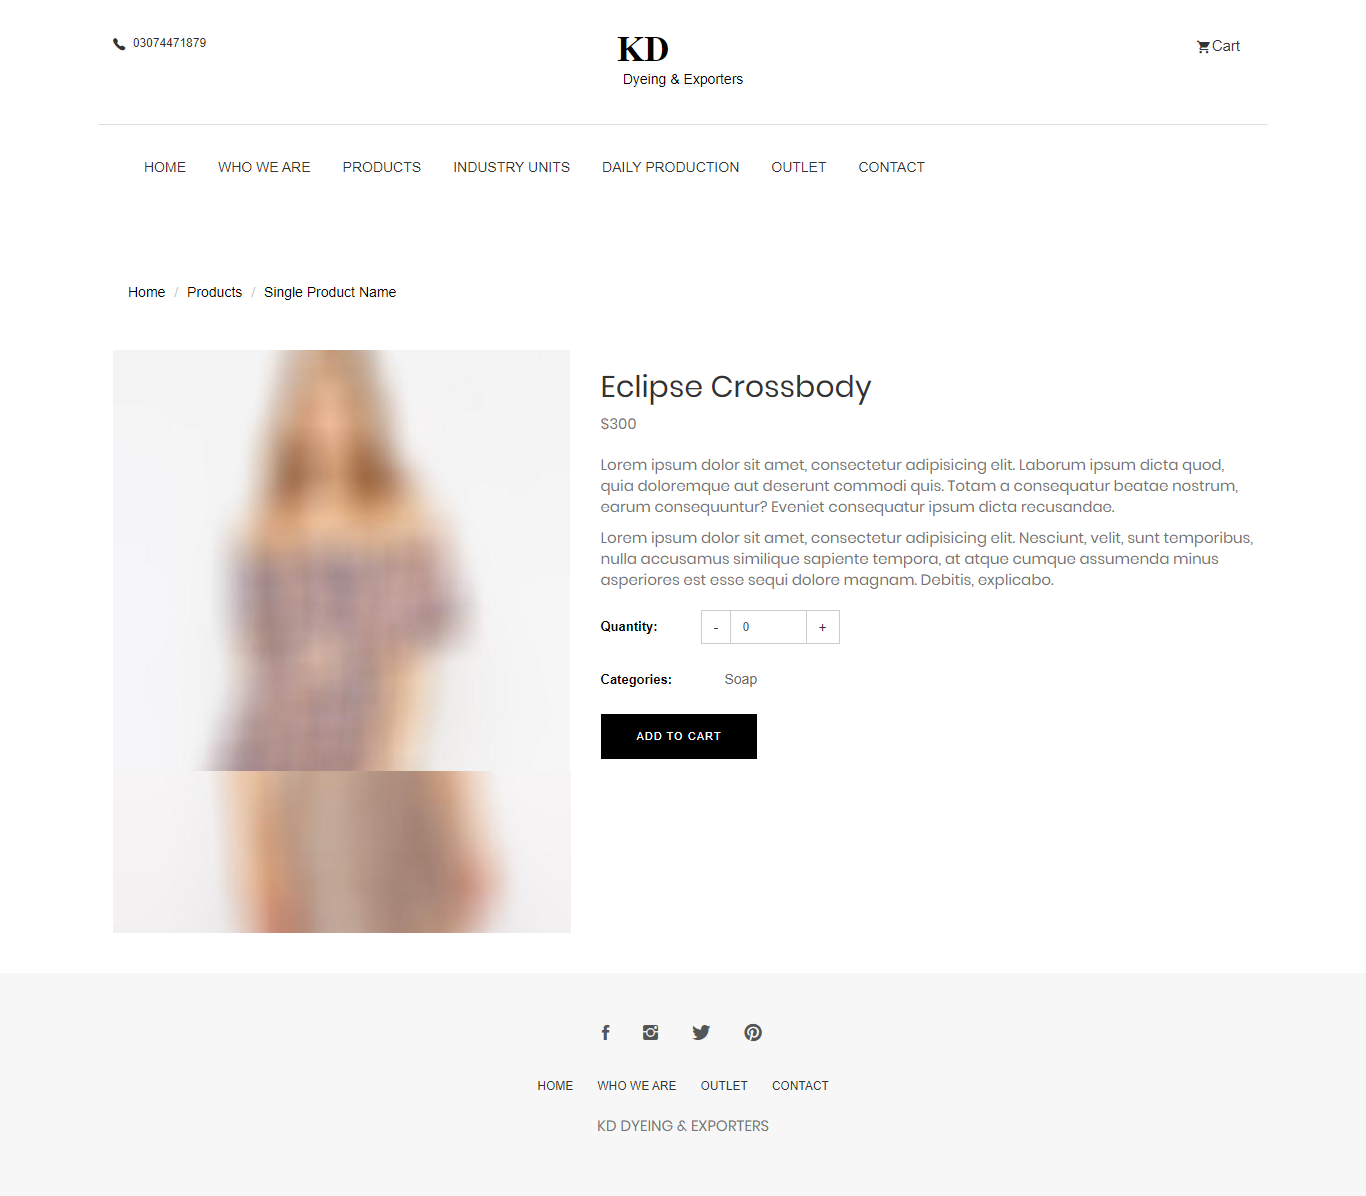 03074471879
KD
Dyeing & Exporters
Cart
HOME WHO WE ARE PRODUCTS INDUSTRY UNITS DAILY PRODUCTION OUTLET CONTACT
Home / Products / Single Product Name
Eclipse Crossbody
$300
Lorem ipsum dolor sit amet, consectetur adipisicing elit. Laborum ipsum dicta quod,
quia doloremque aut deserunt commodi quis. Totam a consequatur beatae nostrum,
earum consequuntur? Eveniet consequatur ipsum dicta recusandae.
Lorem ipsum dolor sit amet, consectetur adipisicing elit. Nesciunt, velit, sunt temporibus,
nulla accusamus similique sapiente tempora, at atque cumque assumenda minus
asperiores est esse sequi dolore magnam. Debitis, explicabo.
Quantity: - 0 +
Categories: Soap
ADD TO CART
HOME WHO WE ARE OUTLET CONTACT
KD DYEING & EXPORTERS